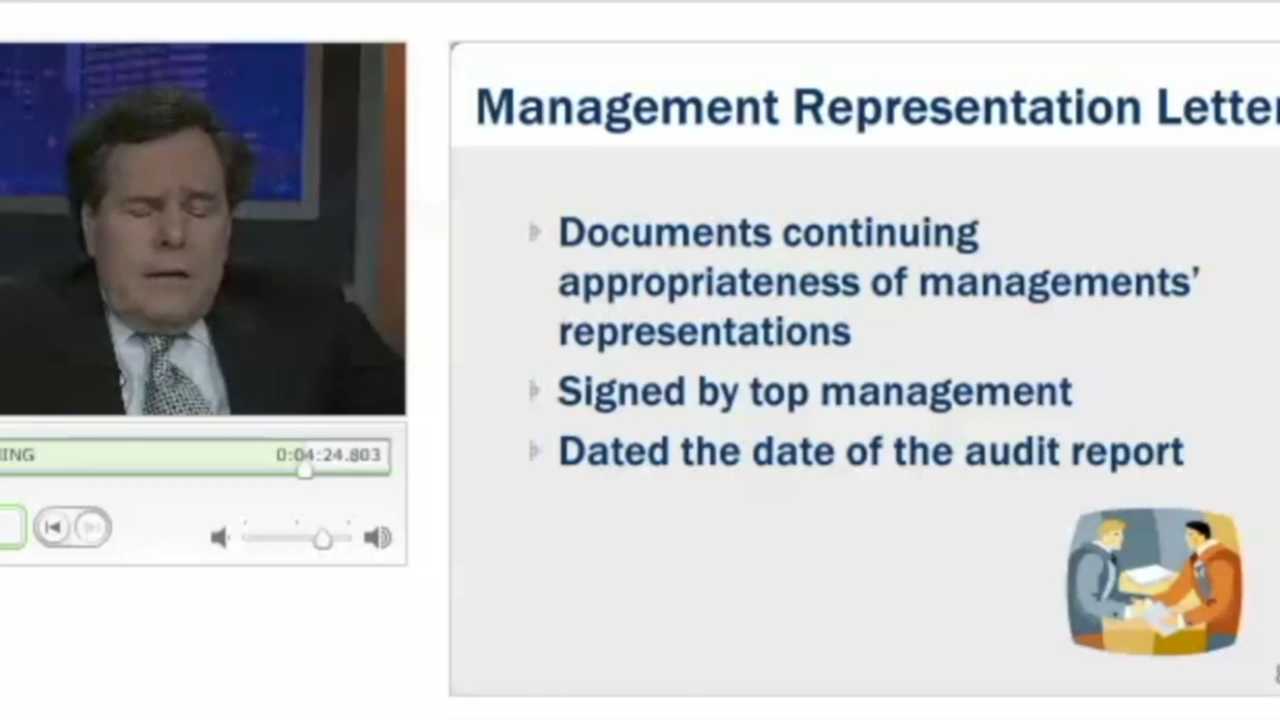 Management Representation Letter
Documents continuing
appropriateness of managements’
representations
Signed by top management
Dated the date of the audit report
ING
0:04:24.803